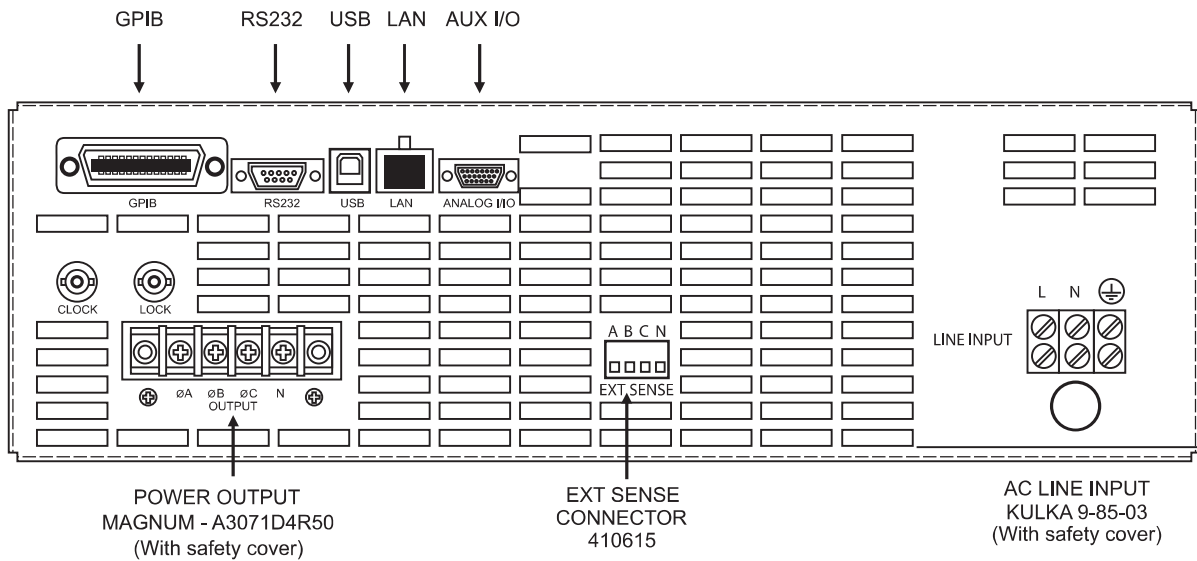 GPIB RS232 USB LAN AUX I/O
GPIB RS232 USB LAN ANALOG I/O
CLOCK LOCK
L N
LINE INPUT
A B C N
EXT SENSE
øA øB øC N
OUTPUT
POWER OUTPUT
MAGNUM - A3071D4R50
(With safety cover)
EXT SENSE
CONNECTOR
410615
AC LINE INPUT
KULKA 9-85-03
(With safety cover)